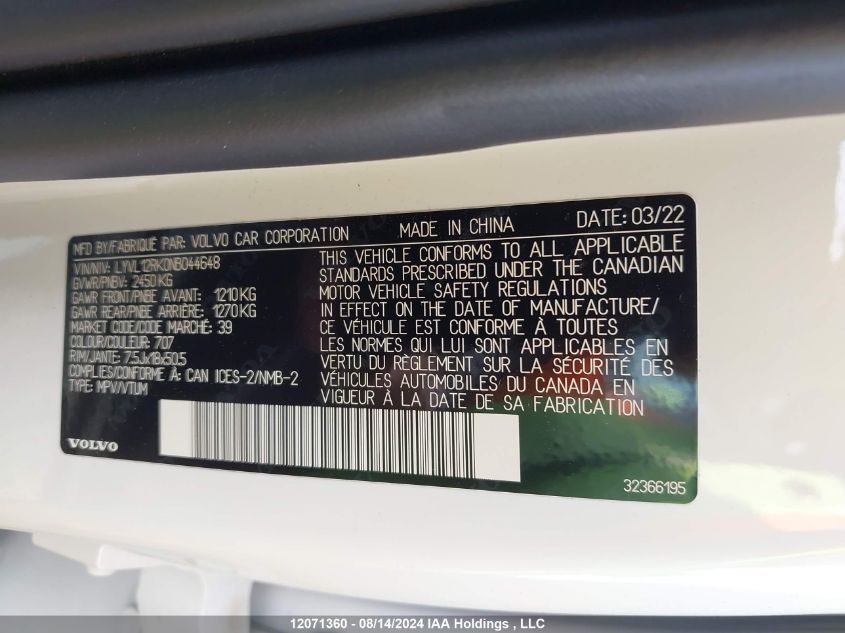 MFD BY/FABRIQUÉ PAR: VOLVO CAR CORPORATION MADE IN CHINA DATE: 03/22
VIN/NIV: LYVL12RK0NB044648
GVWR/PNBV: 2450 KG
GAWR FRONT/PNBE AVANT: 1210 KG
GAWR REAR/PNBE ARRIÈRE: 1270 KG
MARKET CODE/CODE MARCHÉ: 39
COLOUR/COULEUR: 707
RIM/JANTE: 7.5Jx18x50.5
COMPLIES/CONFORME À: CAN ICES-2/NMB-2
TYPE: MPV/VTUM
THIS VEHICLE CONFORMS TO ALL APPLICABLE
STANDARDS PRESCRIBED UNDER THE CANADIAN
MOTOR VEHICLE SAFETY REGULATIONS
IN EFFECT ON THE DATE OF MANUFACTURE/
CE VÉHICULE EST CONFORME À TOUTES
LES NORMES QUI LUI SONT APPLICABLES EN
VERTU DU RÈGLEMENT SUR LA SÉCURITÉ DES
VÉHICULES AUTOMOBILES DU CANADA EN
VIGUEUR À LA DATE DE SA FABRICATION
VOLVO
32366195
12071360 - 08/14/2024 IAA Holdings , LLC